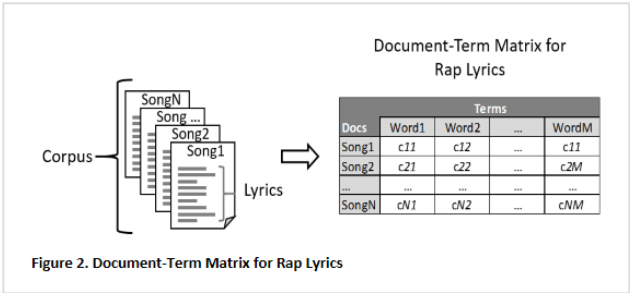 Document-Term Matrix for
Rap Lyrics
SongN
Song ...
Song2
Song1
Corpus
Lyrics
Terms
Docs Word1 Word2 ... WordM
Song1 c11 c12 ... c11
Song2 c21 c22 ... c2M
... ... ... ... ...
SongN cN1 cN2 ... cNM
Figure 2. Document-Term Matrix for Rap Lyrics